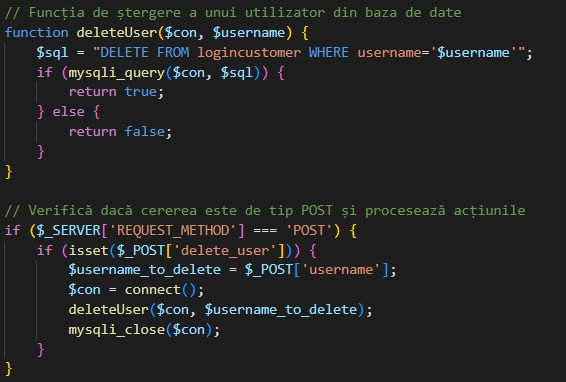 // Funcția de ștergere a unui utilizator din baza de date
function deleteUser($con, $username) {
    $sql = "DELETE FROM logincustomer WHERE username='$username'";
    if (mysqli_query($con, $sql)) {
        return true;
    } else {
        return false;
    }
}

// Verifică dacă cererea este de tip POST și procesează acțiunile
if ($_SERVER['REQUEST_METHOD'] === 'POST') {
    if (isset($_POST['delete_user'])) {
        $username_to_delete = $_POST['username'];
        $con = connect();
        deleteUser($con, $username_to_delete);
        mysqli_close($con);
    }
}